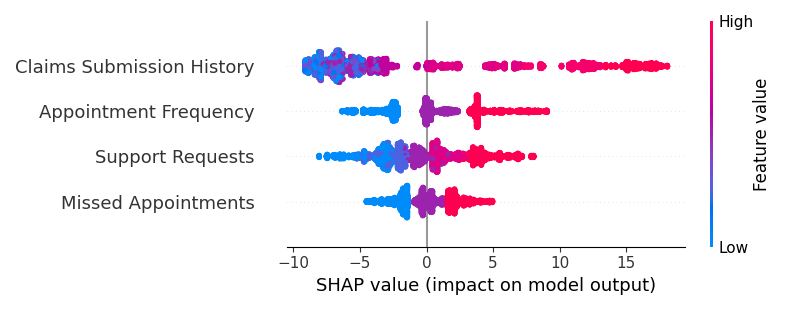 High
Claims Submission History
Appointment Frequency
Support Requests
Missed Appointments
Feature value
Low
−10 −5 0 5 10 15
SHAP value (impact on model output)